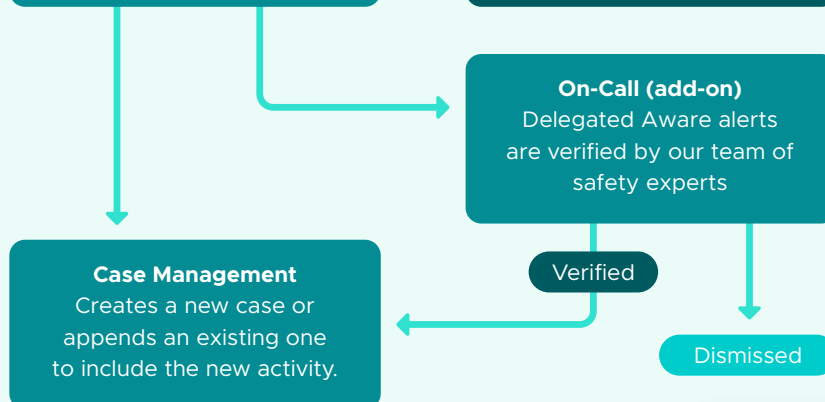 On-Call (add-on)
Delegated Aware alerts
are verified by our team of
safety experts
Verified
Case Management
Creates a new case or
appends an existing one
to include the new activity.
Dismissed